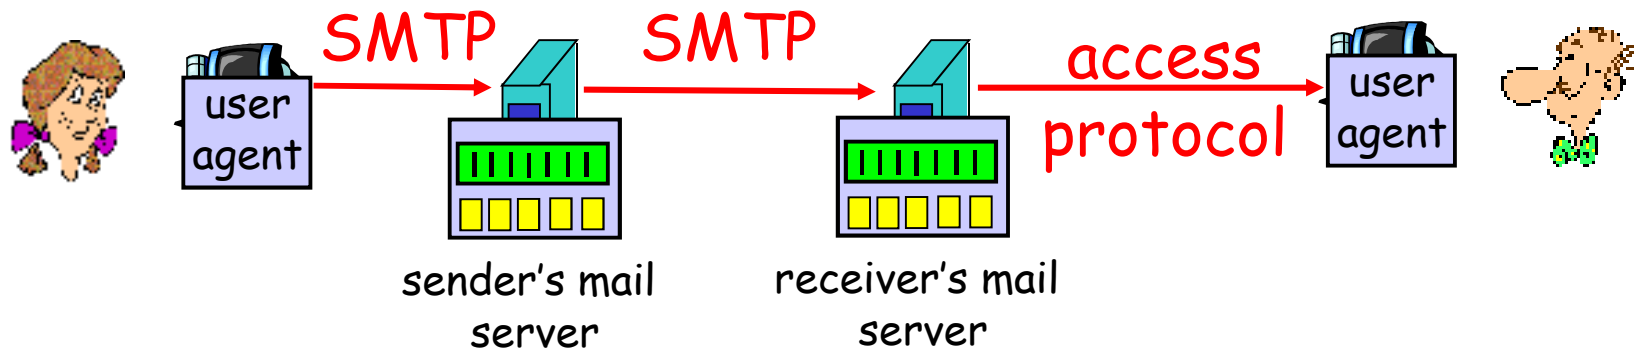 SMTP
SMTP
access
protocol
user
agent
user
agent
sender's mail
server
receiver's mail
server